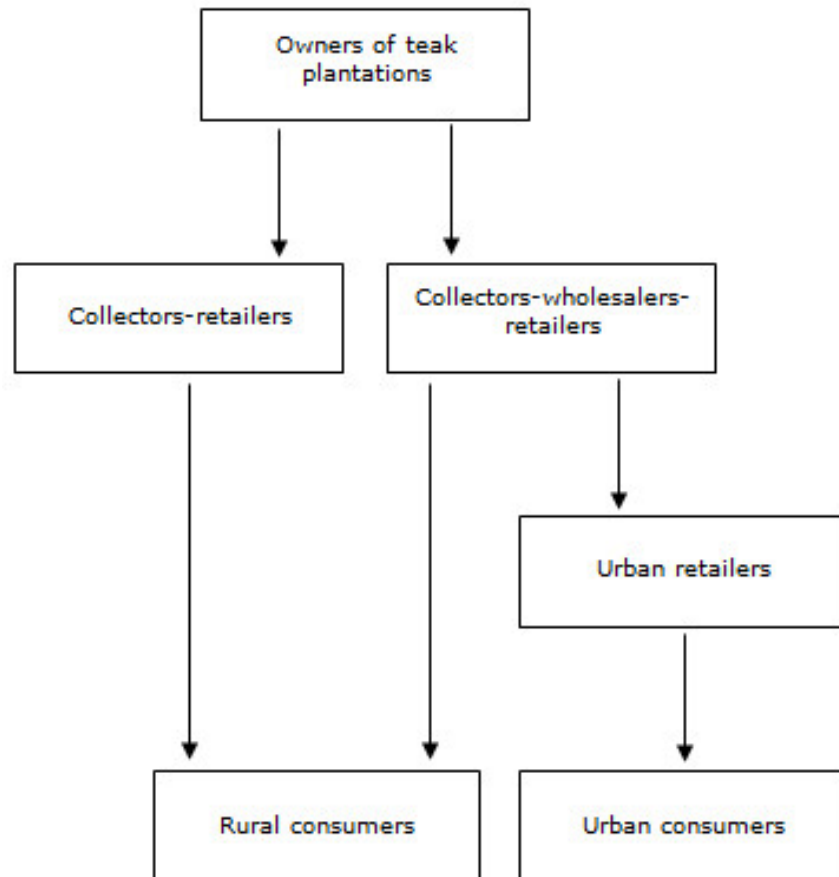 Owners of teak
plantations
Collectors-retailers
Collectors-wholesalers-
retailers
Urban retailers
Rural consumers
Urban consumers